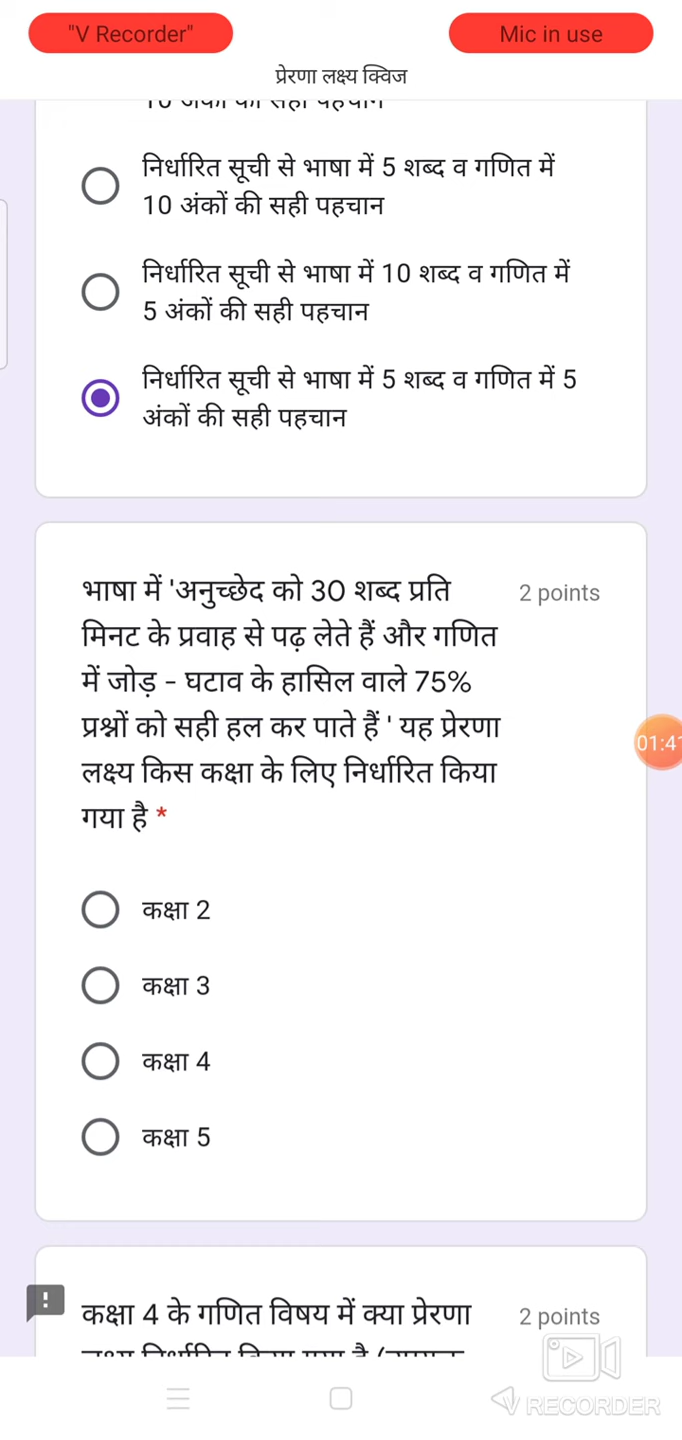 "V Recorder"
Mic in use
प्रेरणा लक्ष्य क्विज
निर्धारित सूची से भाषा में 5 शब्द व गणित में
10 अंकों की सही पहचान
निर्धारित सूची से भाषा में 10 शब्द व गणित में
5 अंकों की सही पहचान
निर्धारित सूची से भाषा में 5 शब्द व गणित में 5
अंकों की सही पहचान
भाषा में 'अनुच्छेद को 30 शब्द प्रति
2 points
मिनट के प्रवाह से पढ़ लेते हैं और गणित
में जोड़ - घटाव के हासिल वाले 75%
प्रश्नों को सही हल कर पाते हैं ' यह प्रेरणा
01:4
लक्ष्य किस कक्षा के लिए निर्धारित किया
गया है *
कक्षा 2
कक्षा 3
कक्षा 4
कक्षा 5
कक्षा 4 के गणित विषय में क्या प्रेरणा
2 points
V RECORDER